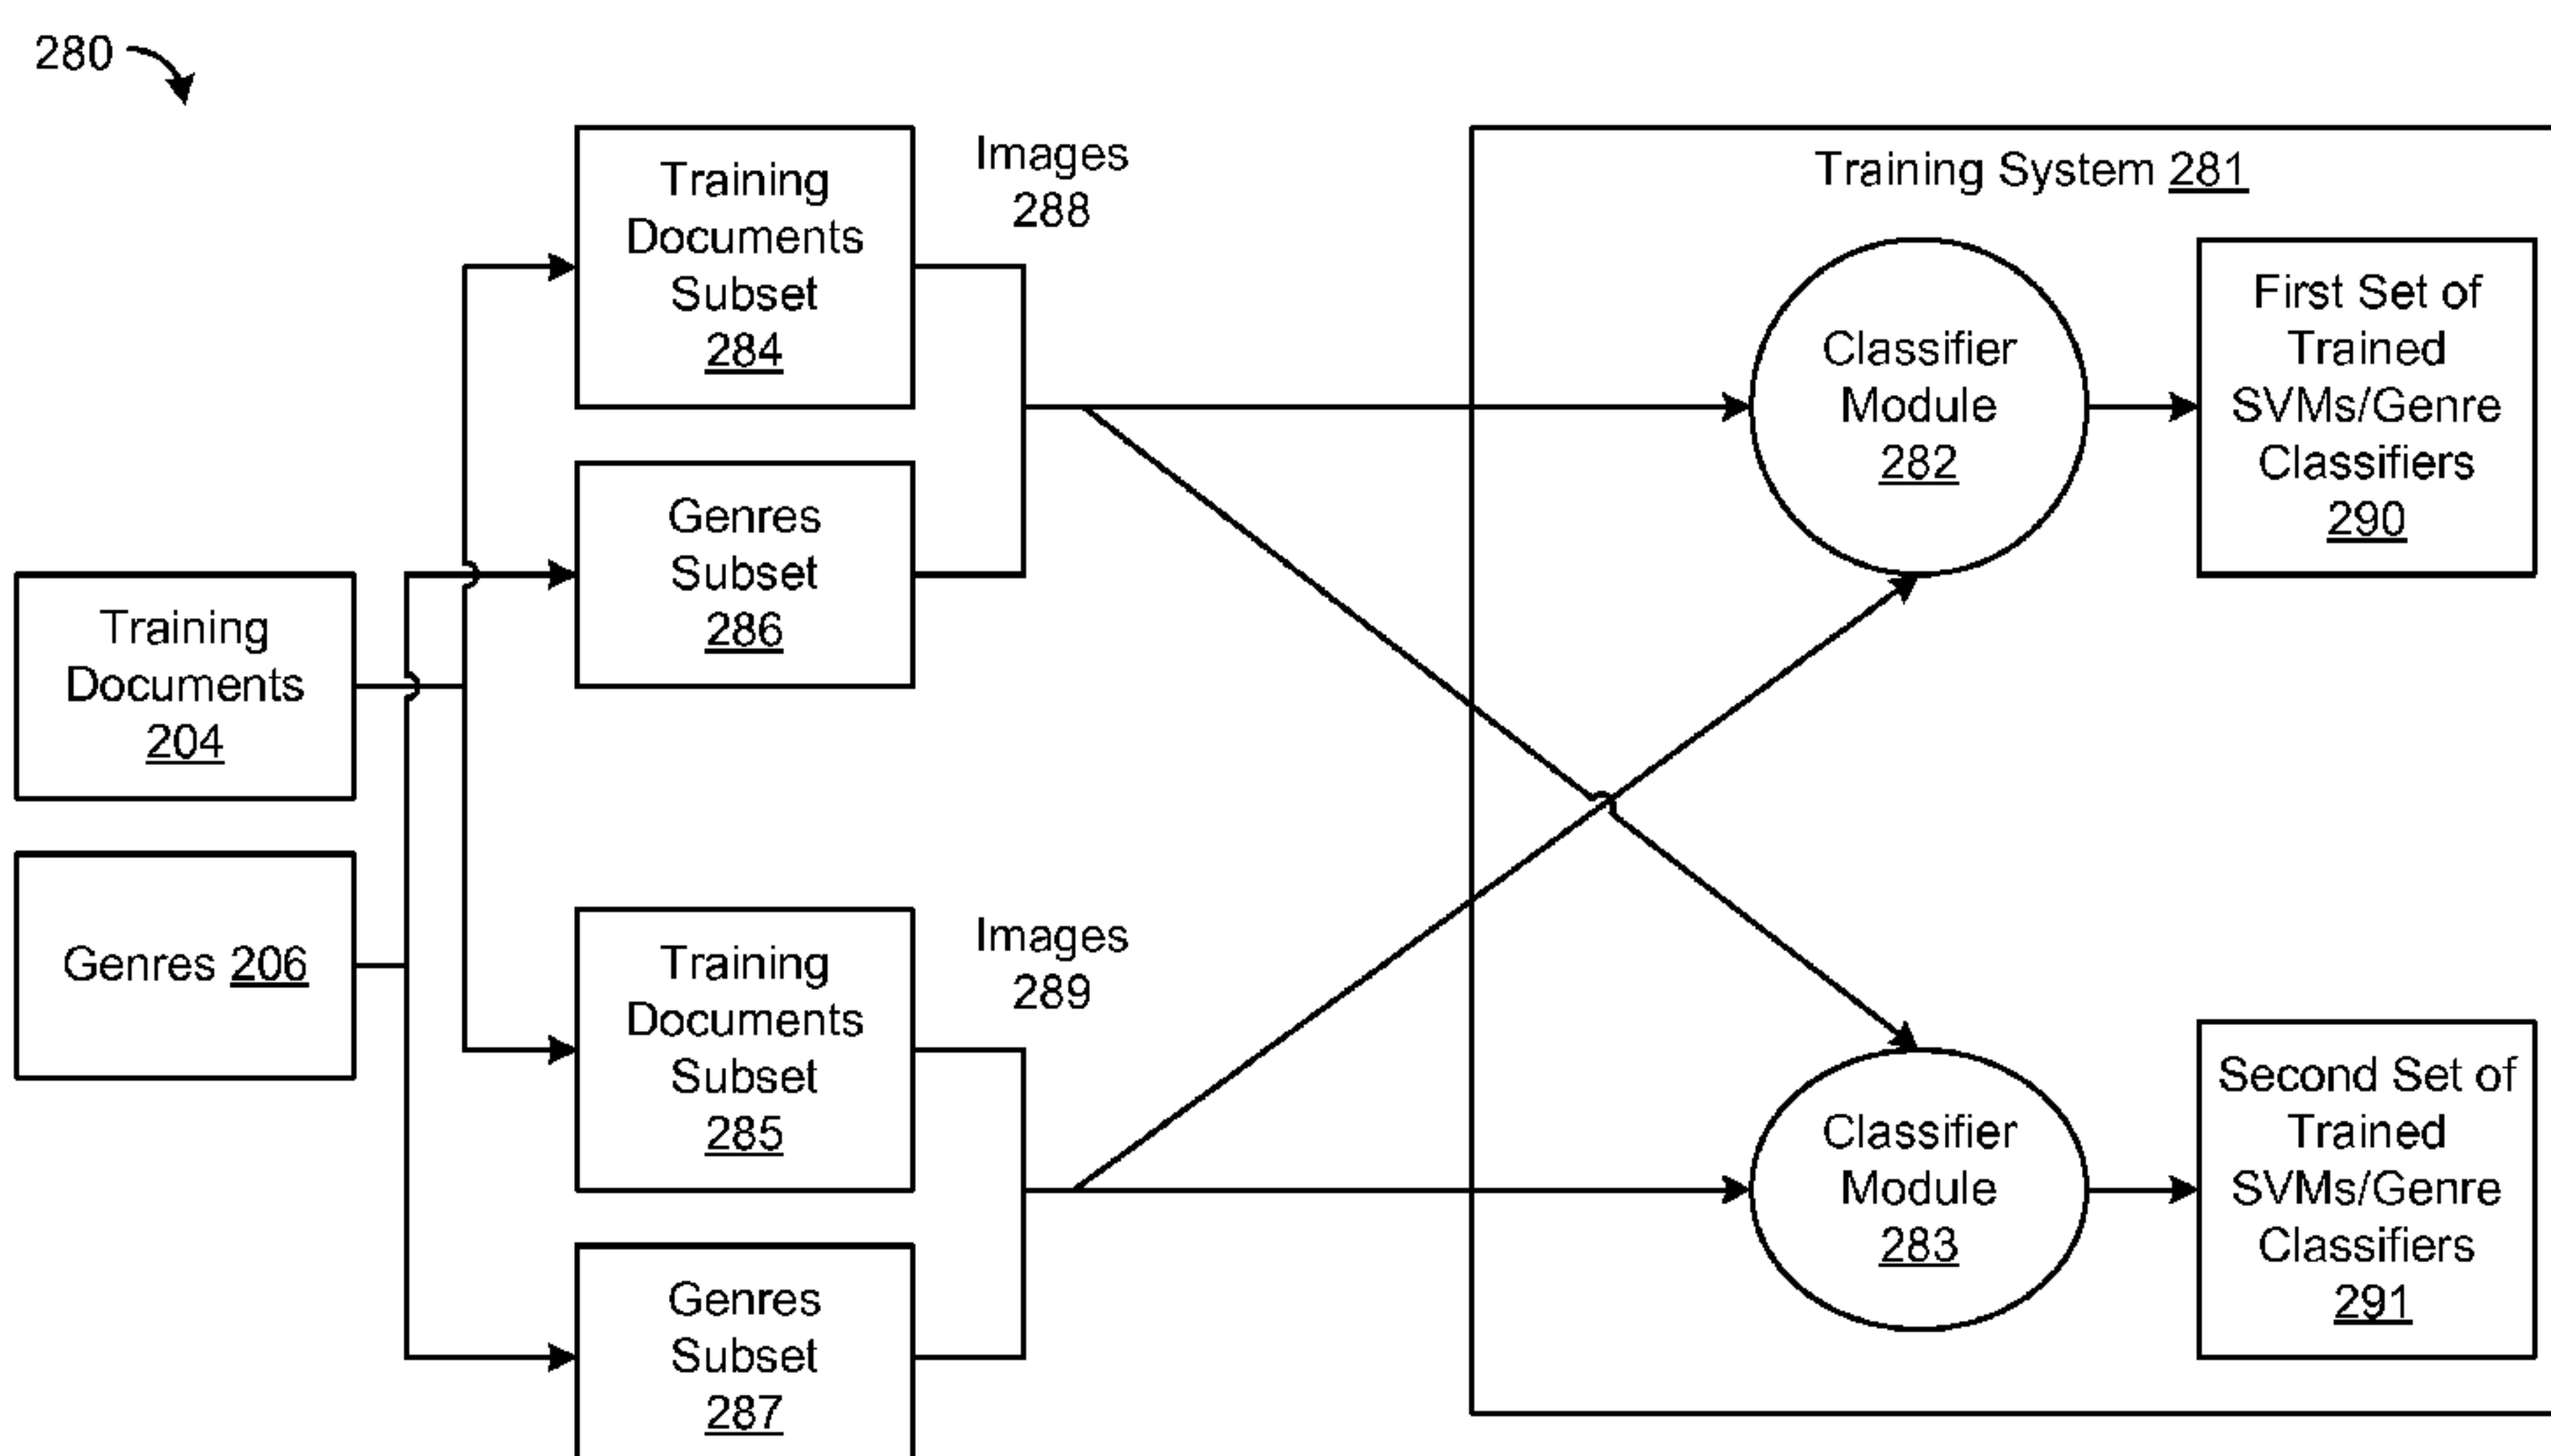 280
Training
Documents
204
Genres 206
Training
Documents
Subset
284
Genres
Subset
286
Training
Documents
Subset
285
Genres
Subset
287
Images
288
Images
289
Training System 281
Classifier
Module
282
First Set of
Trained
SVMs/Genre
Classifiers
290
Classifier
Module
283
Second Set of
Trained
SVMs/Genre
Classifiers
291